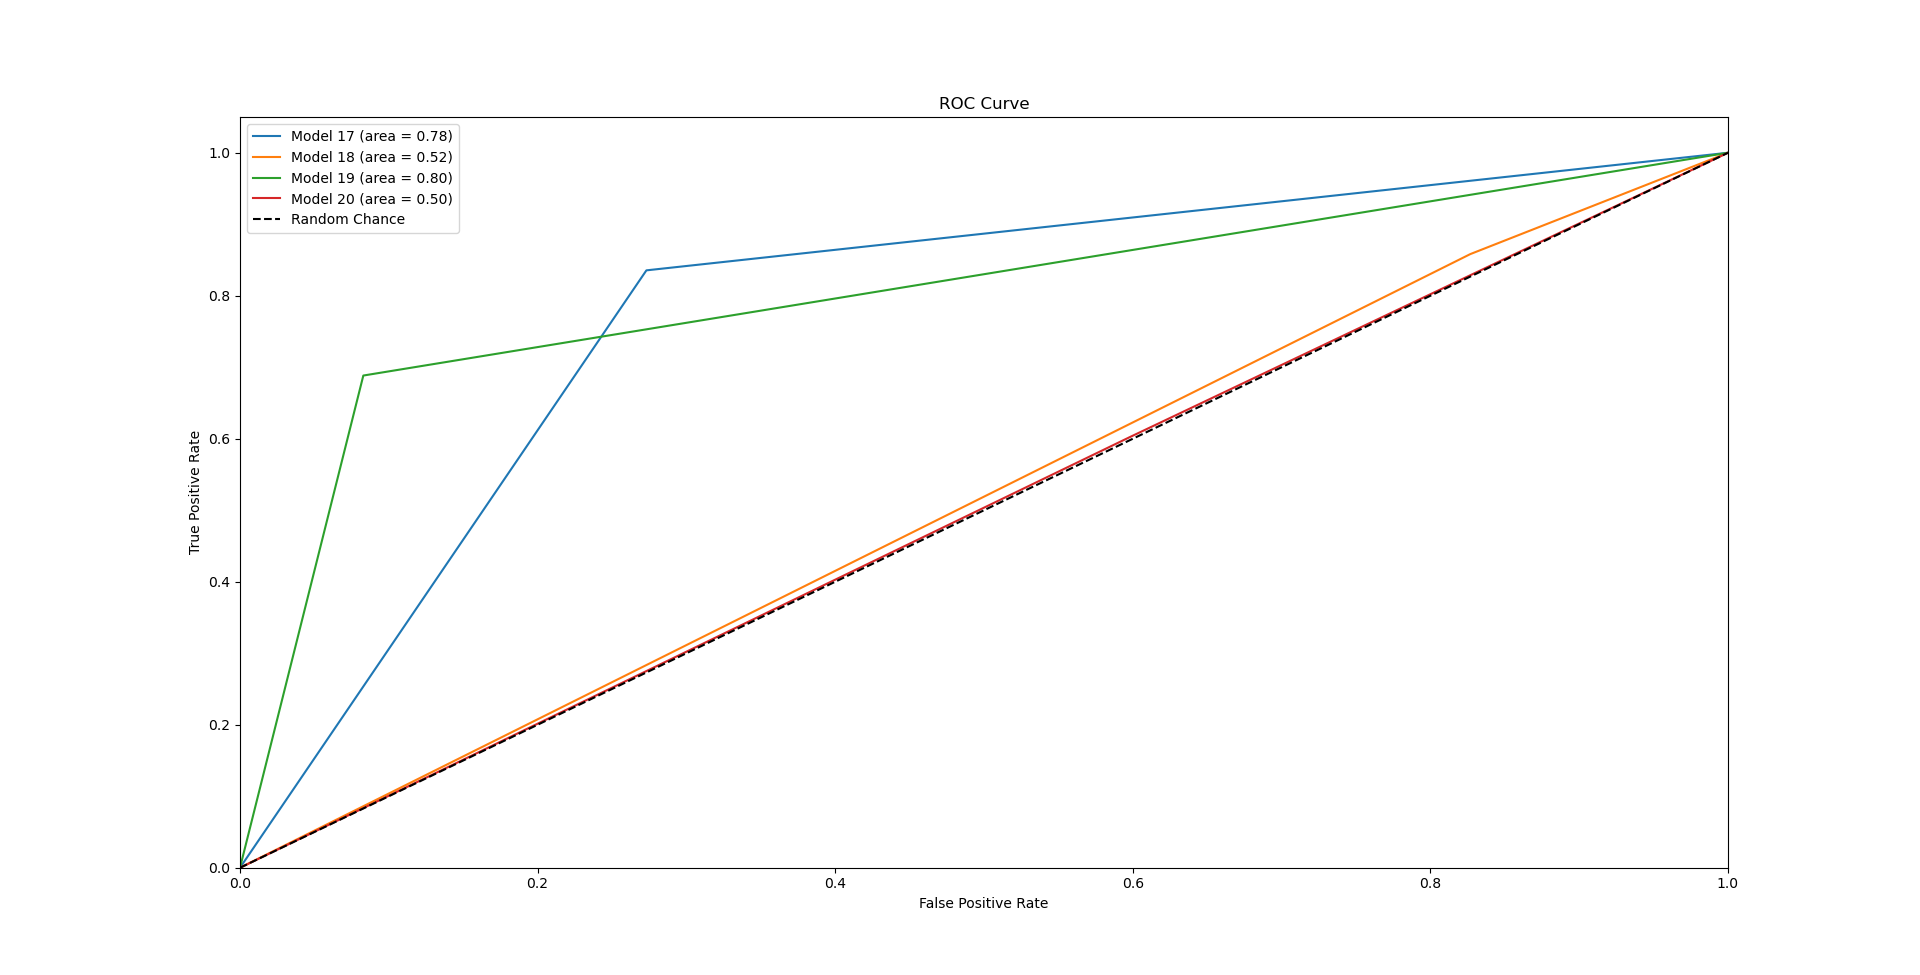 ROC Curve
Model 17 (area = 0.78)
Model 18 (area = 0.52)
Model 19 (area = 0.80)
Model 20 (area = 0.50)
Random Chance
1.0
0.8
0.6
0.4
0.2
0.0
True Positive Rate
0.0 0.2 0.4 0.6 0.8 1.0
False Positive Rate